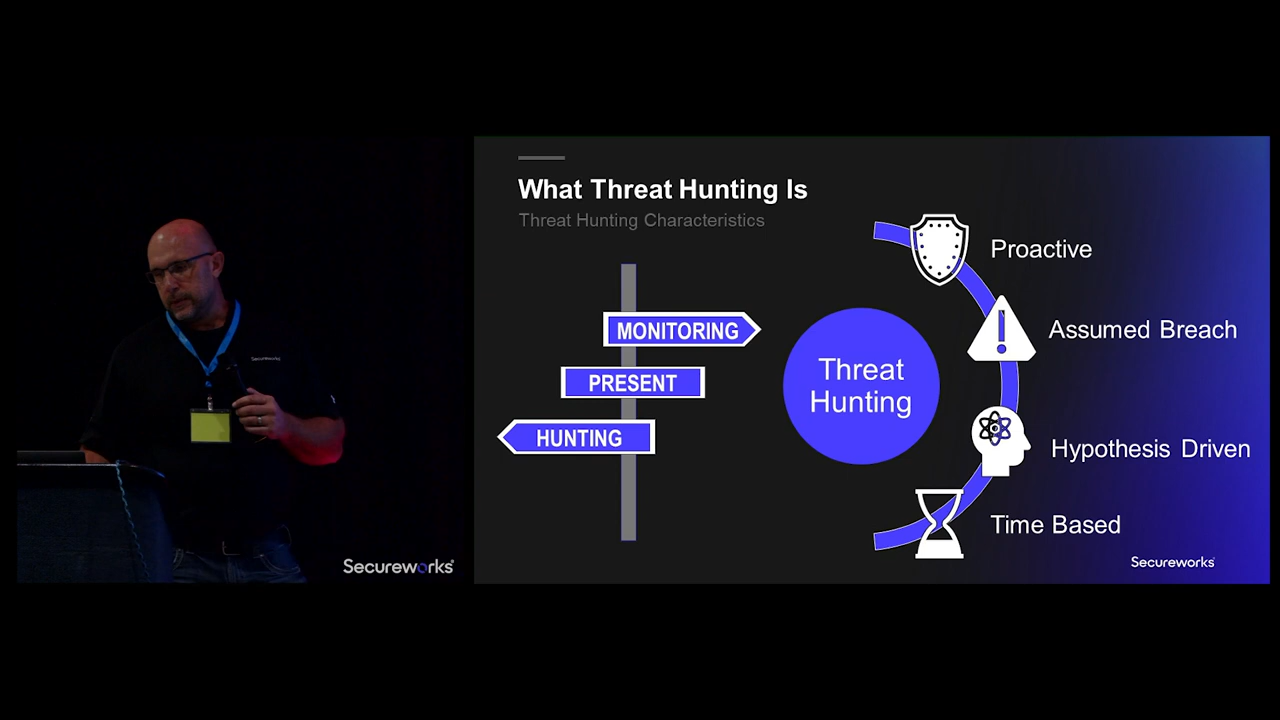 What Threat Hunting Is
Threat Hunting Characteristics
MONITORING
PRESENT
HUNTING
Threat
Hunting
Proactive
Assumed Breach
Hypothesis Driven
Time Based
Secureworks
Secureworks
Secureworks